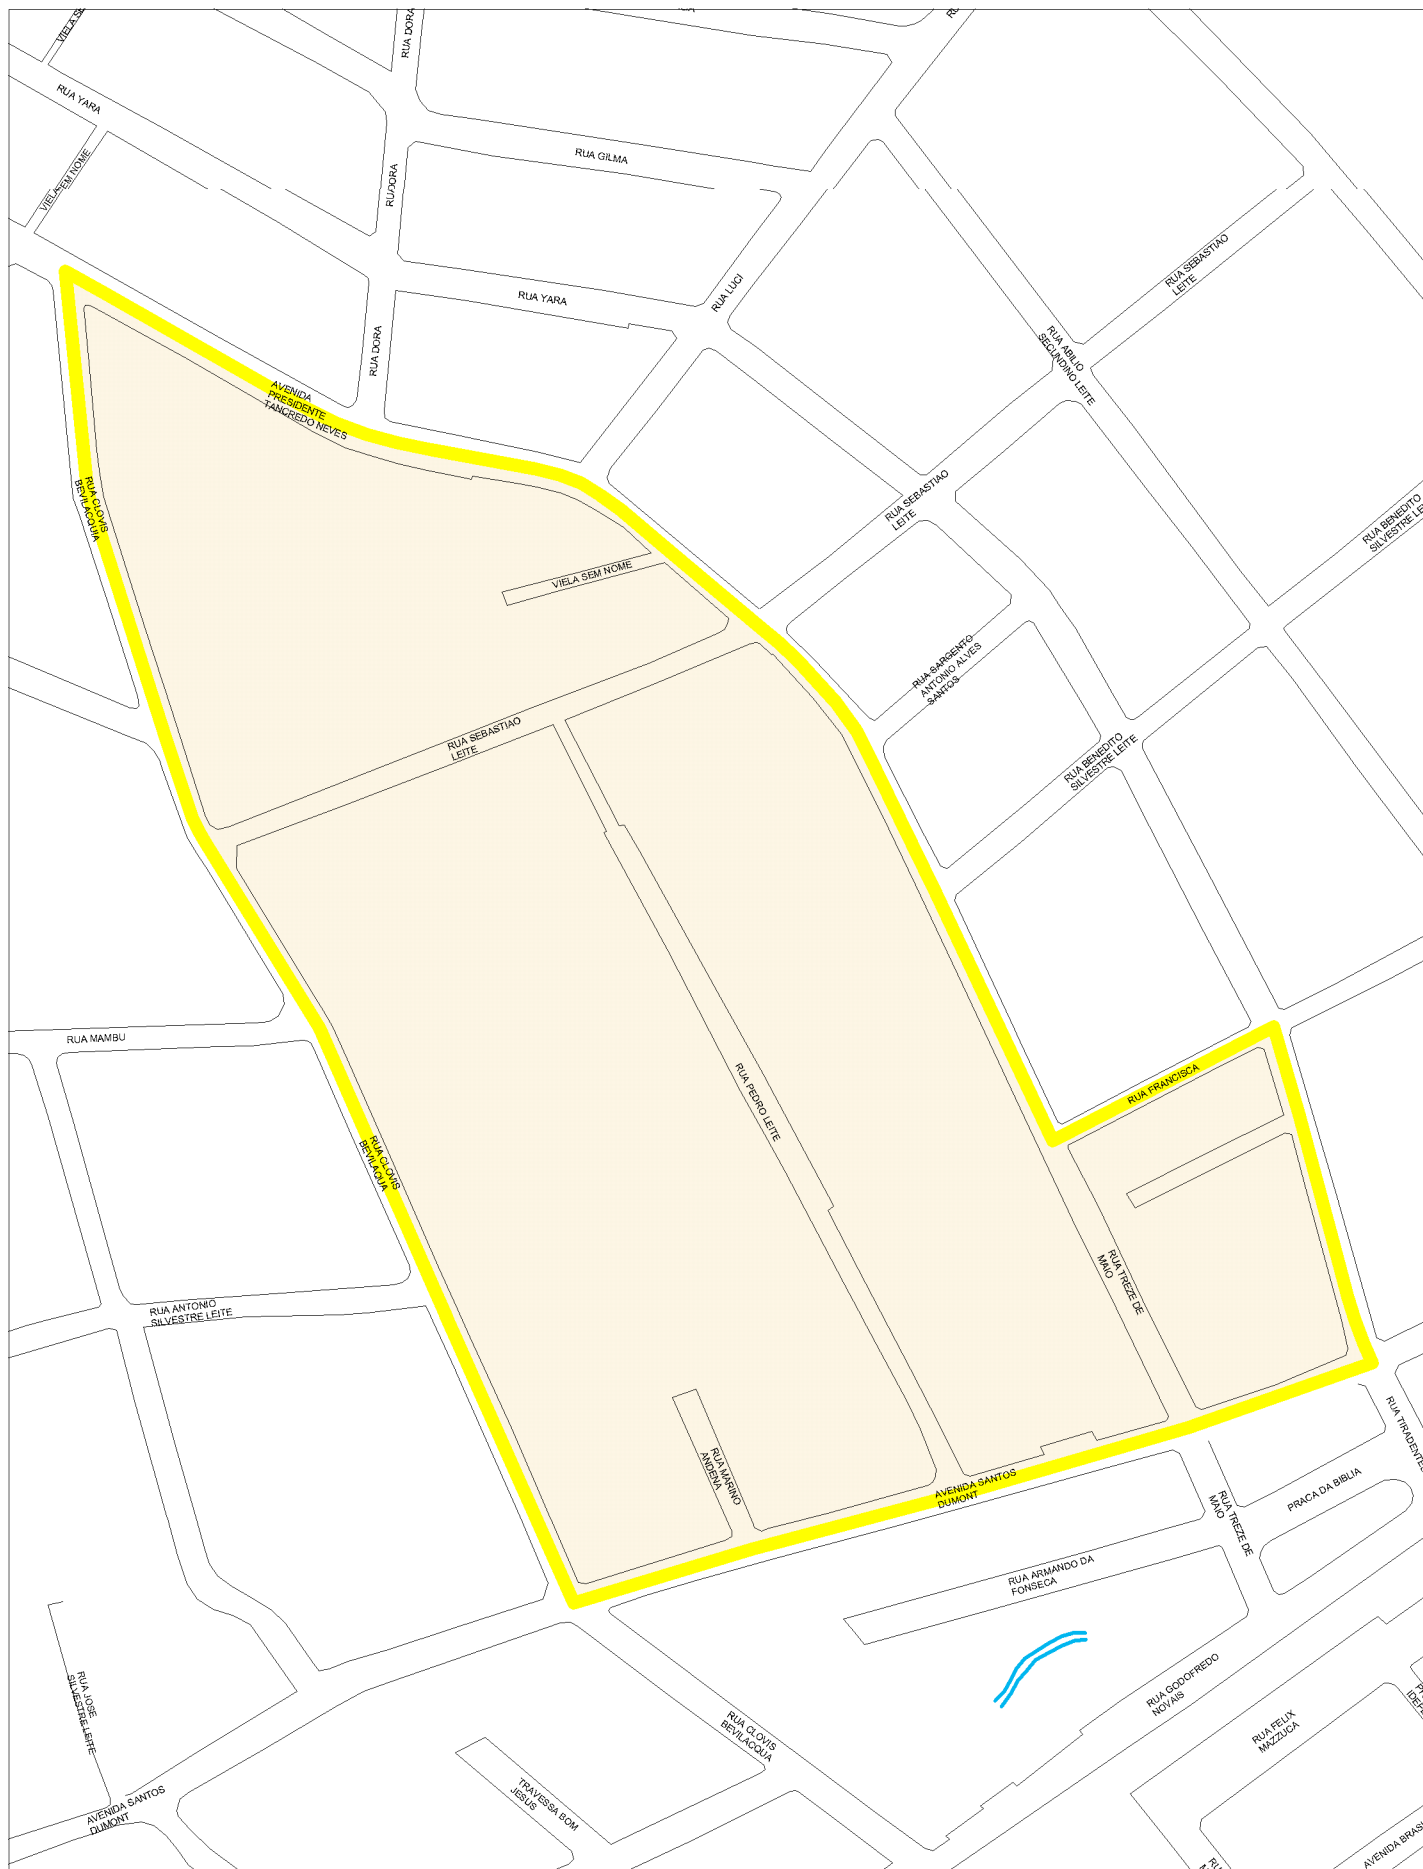 RUA DORA
RUA YARA
RUA GILMA
VIELA
EM NOME
RUA SEBASTIAO
LEITE
RUA LUCI
RUA YARA
RUA DORA
RUA ABILIO
SECUNDINO LEITE
AVENIDA
PRESIDENTE
TANCREDO NEVES
RUA SEBASTIAO
LEITE
RUA CLOVIS
BEVILACQUIA
RUA BENEDITO
VIELA SEM NOME
RUA SARGENTO
ANTONIO ALVES
SANTOS
RUA SEBASTIAO
LEITE
RUA BENEDITO
SILVESTRE LEITE
RUA MAMBU
RUA PEDRO LEITE
RUA FRANCISCA
RUA CLOVIS
BEVILAQUA
RUA TREZE DE
MAIO
RUA ANTONIO
SILVESTRE LEITE
RUA MARINO
ANDENA
AVENIDA SANTOS
DUMONT
PRACA DA BIBLIA
RUA TREZE DE
MAIO
RUA ARMANDO DA
FONSECA
RUA JOSE
SILVESTRE LEITE
RUA GODOFREDO
NOVAIS
RUA CLOVIS
BEVILACQUA
RUA FELIX
MAZZUCA
TRAVESSA BOM
JESUS
AVENIDA SANTOS
DUMONT